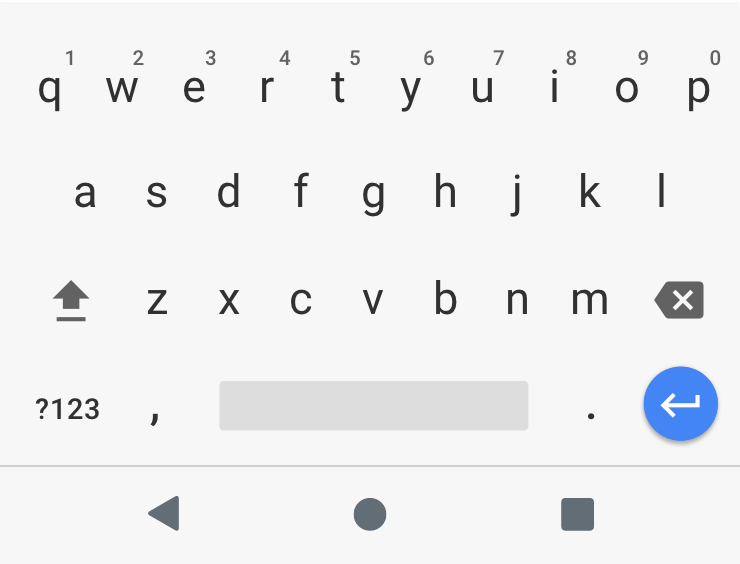 1 2 3 4 5 6 7 8 9 0
q w e r t y u i o p
a s d f g h j k l
z x c v b n m
?123 , .